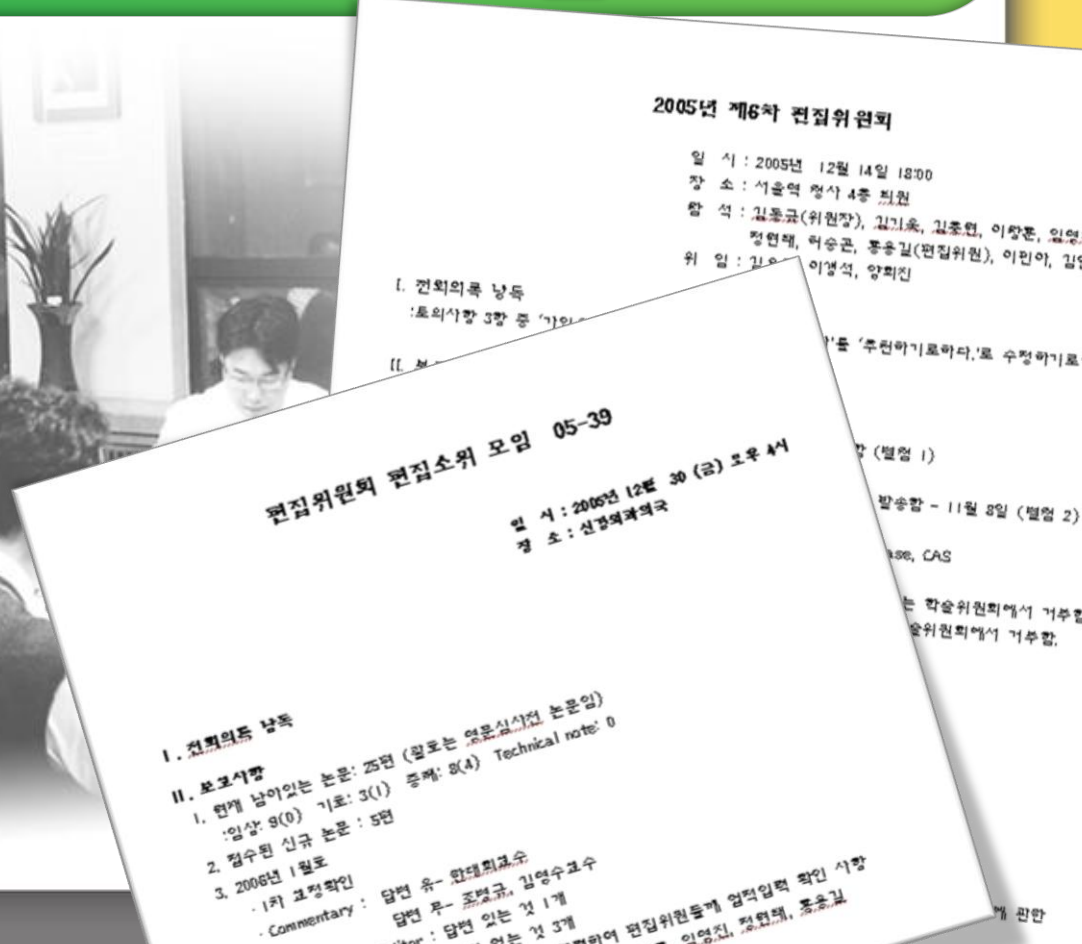 2005년 제6차 편집위원회
일 시 : 2005년 12월 14일 18:00
장 소 : 서울역 청사 4층 티원
참 석 : 김동규(위원장), 김기욱, 김종현, 이창훈,
정현태, 허승곤, 홍용길(편집위원), 이민아,
위 임 : 이생석, 양희진
I. 전회의록 낭독
:토의사항 3항 중
II.
'추천하기로하다.'로 수정하기로
(별첨 1)
발송함 - 11월 8일 (별첨 2)
CAS
는 학술위원회에서 거부함
술위원회에서 거부함.
에 관한
편집위원회 편집소위 모임 05-39
일 시 : 2005년 12월 30 (금) 오후 4시
장 소 : 신경외과의국
I. 전회의록 낭독
II. 보고사항
1. 현재 남아있는 논문: 25편 (괄호는 영문심사전 논문임)
:임상: 9(0) 기초: 3(1) 증례: 8(4) Technical note: 0
2. 접수된 신규 논문 : 5편
3. 2006년 1월호
· 1차 교정확인
· Commentary : 답변 유- 한대희교수
답변 무- 조병규, 김영수교수
: 답변 있는 것 1개
없는 것 3개
편집위원들께 업적입력 확인 사항
임영진, 정현태, 홍용길